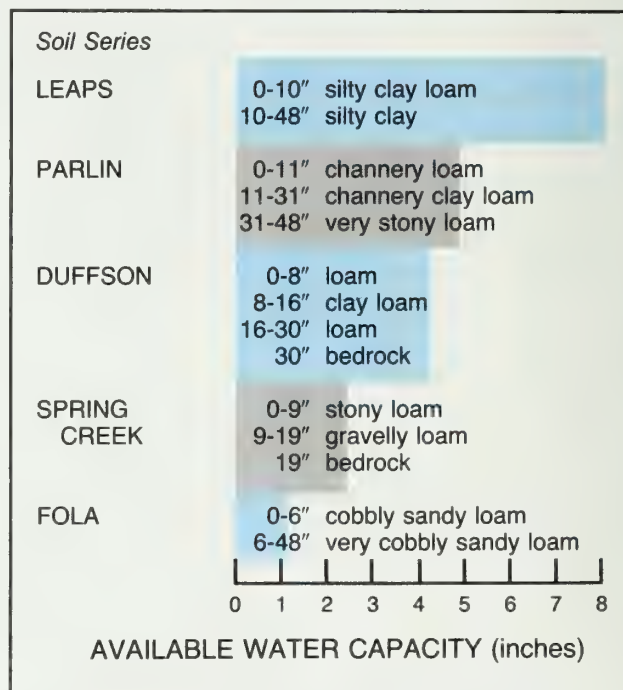 Soil Series
LEAPS 0-10" silty clay loam
10-48" silty clay
PARLIN 0-11" channery loam
11-31" channery clay loam
31-48" very stony loam
DUFFSON 0-8" loam
8-16" clay loam
16-30" loam
30" bedrock
SPRING 0-9" stony loam
CREEK 9-19" gravelly loam
19" bedrock
FOLA 0-6" cobbly sandy loam
6-48" very cobbly sandy loam
0 1 2 3 4 5 6 7 8
AVAILABLE WATER CAPACITY (inches)